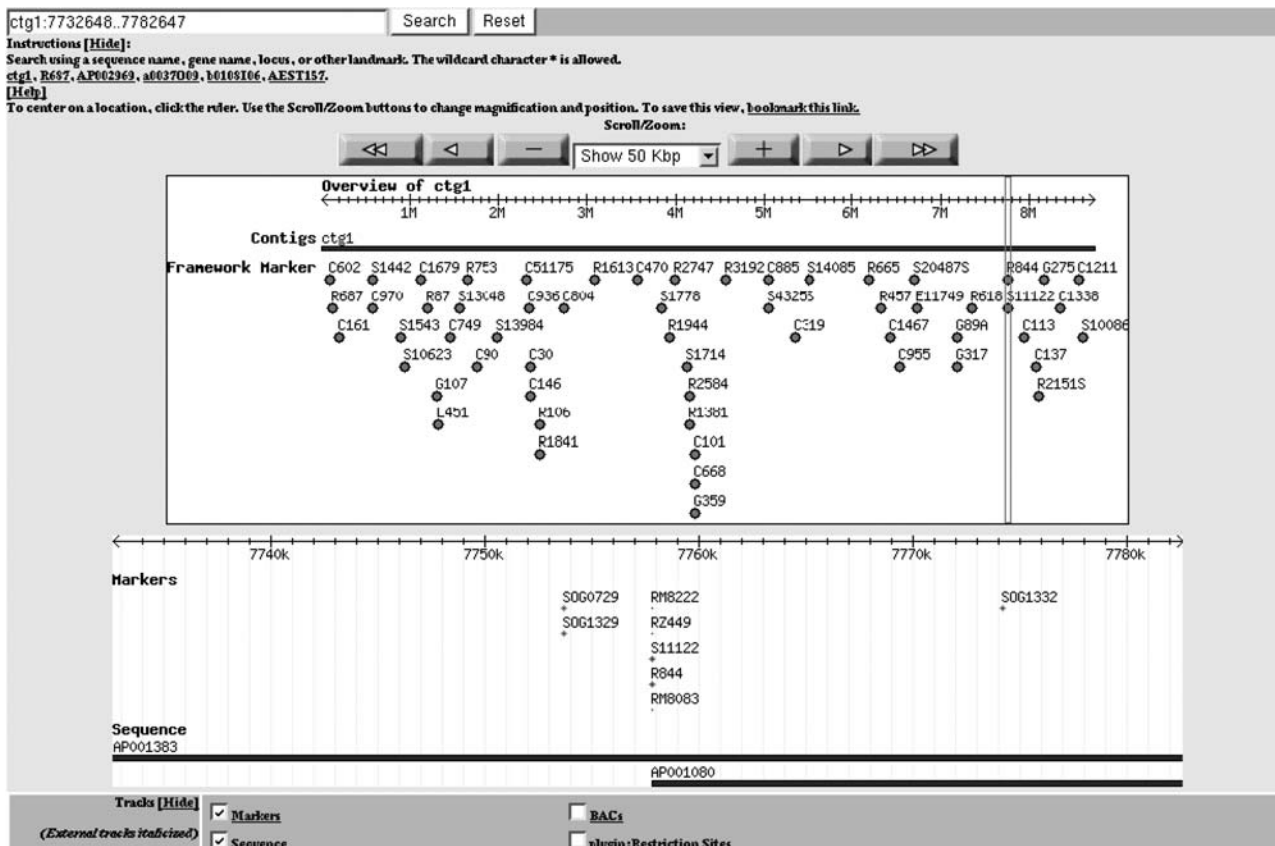 ctg1:7732648..7782647 Search Reset
Instructions [Hide]:
Search using a sequence name, gene name, locus, or other landmark. The wildcard character * is allowed.
ctg1, R687, AP002969, a0037O09, b0108I06, AEST157.
[Help]
To center on a location, click the ruler. Use the Scroll/Zoom buttons to change magnification and position. To save this view, bookmark this link.
Scroll/Zoom:
Show 50 Kbp
Overview of ctg1
1M 2M 3M 4M 5M 6M 7M 8M
Contigs ctg1
Framework Marker C602 S1442 C1679 R753 C51175 R1613 C470 R2747 R3192 C885 S14085 R665 S20487S R844 G275 C1211
R687 C970 R87 S13048 C936 C804 S1778 S4325S R457 E11749 R618 S11122 C1338
C161 S1543 C749 S13984 R1944 C319 C1467 G89A C113 S10086
S10623 C90 C30 S1714 C955 G317 C137
G107 C146 R2584 R2151S
L451 R106 R1381
R1841 C101
C668
G359
7740k 7750k 7760k 7770k 7780k
Markers
SOG0729 RM8222 SOG1332
SOG1329 RZ449
S11122
R844
RM8083
Sequence
AP001383
AP001080
Tracks [Hide] Markers BACs
(External tracks italicized) Sequence plugin:Restriction Sites